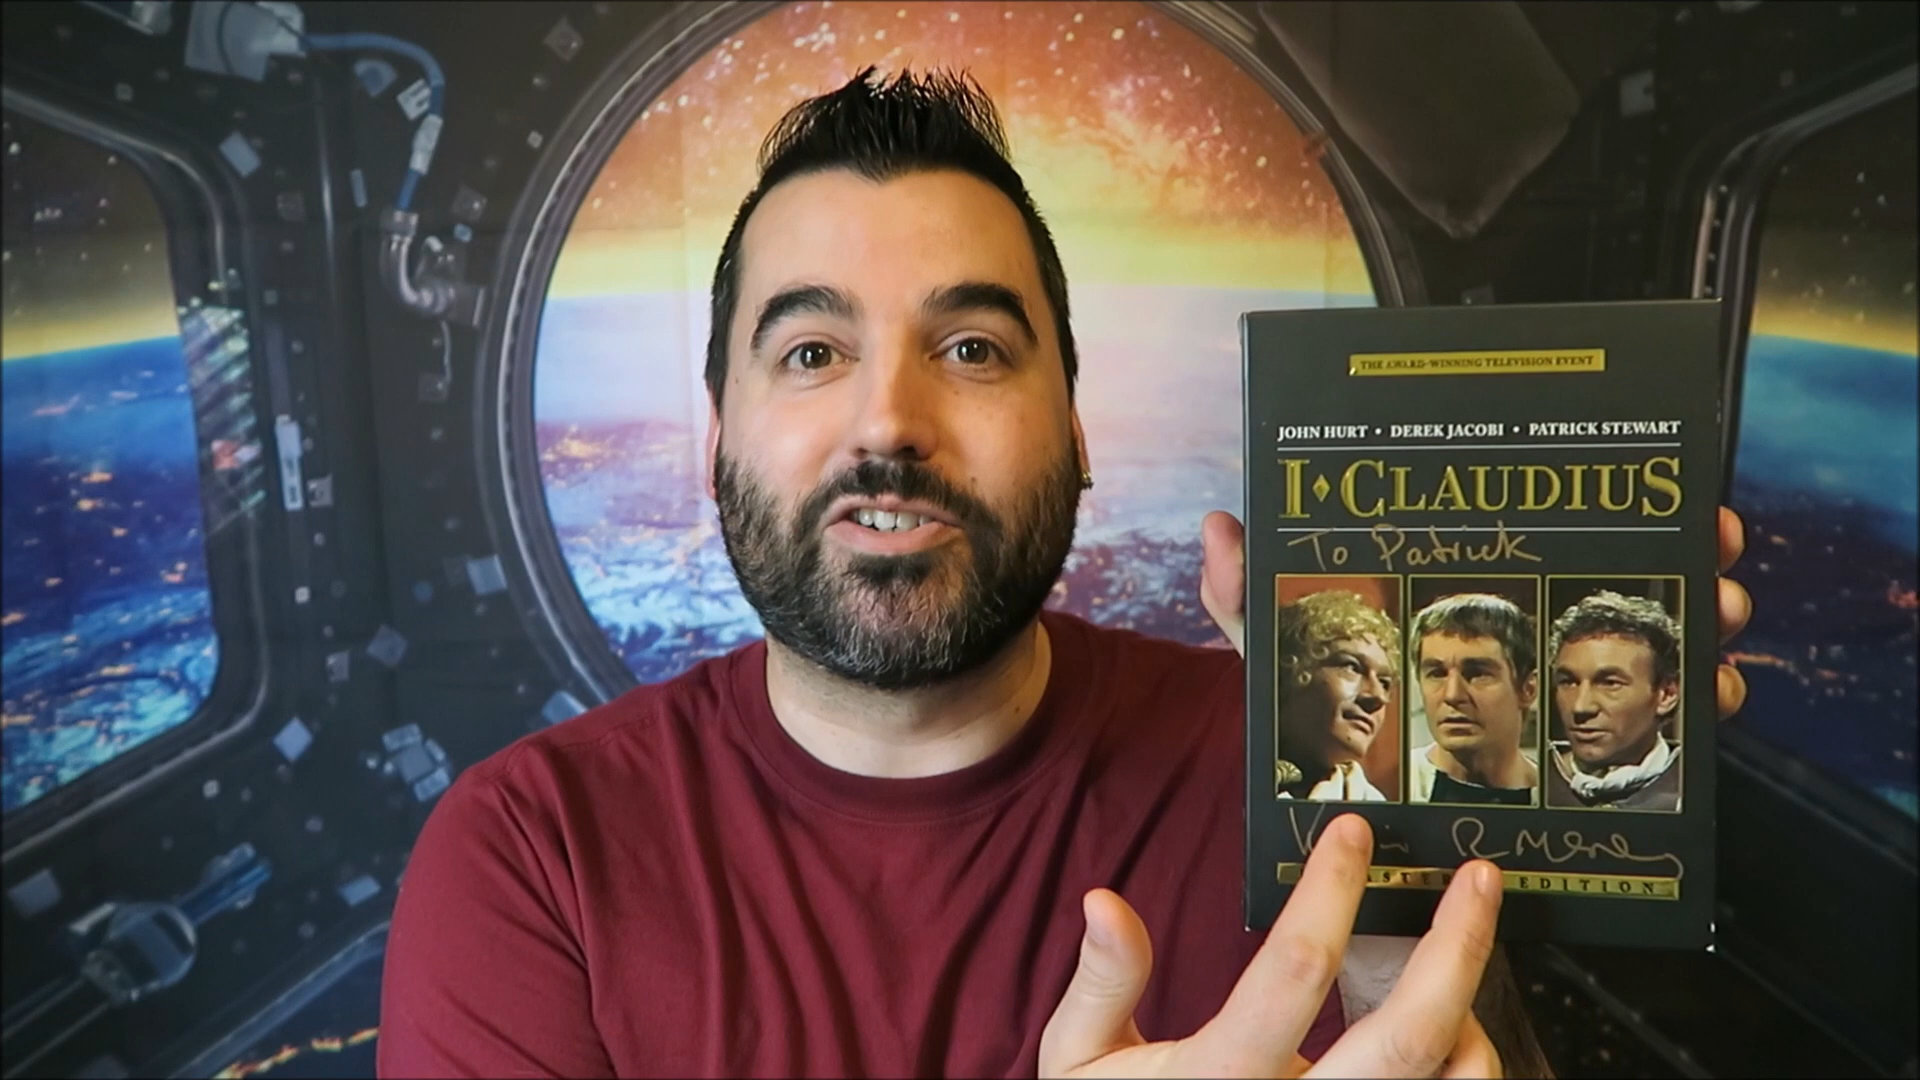 THE AWARD-WINNING TELEVISION EVENT
JOHN HURT • DEREK JACOBI • PATRICK STEWART
I CLAUDIUS
To Patrick
EDITION